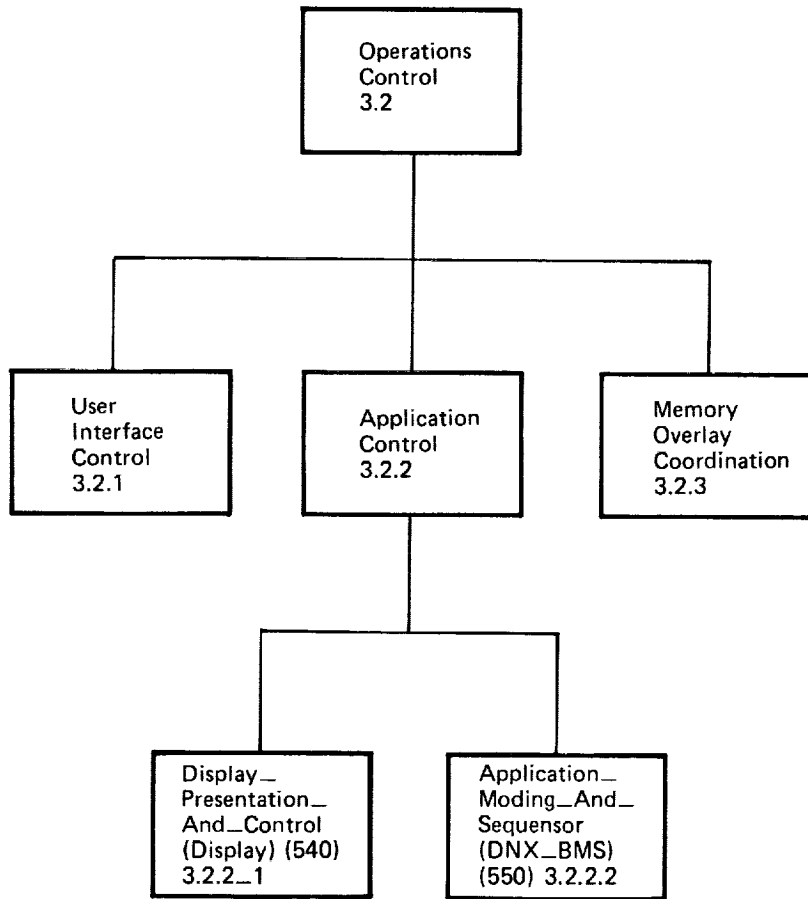 Operations
Control
3.2
User
Interface
Control
3.2.1
Application
Control
3.2.2
Memory
Overlay
Coordination
3.2.3
Display_
Presentation_
And_Control
(Display) (540)
3.2.2_1
Application_
Moding_And_
Sequensor
(DNX_BMS)
(550) 3.2.2.2